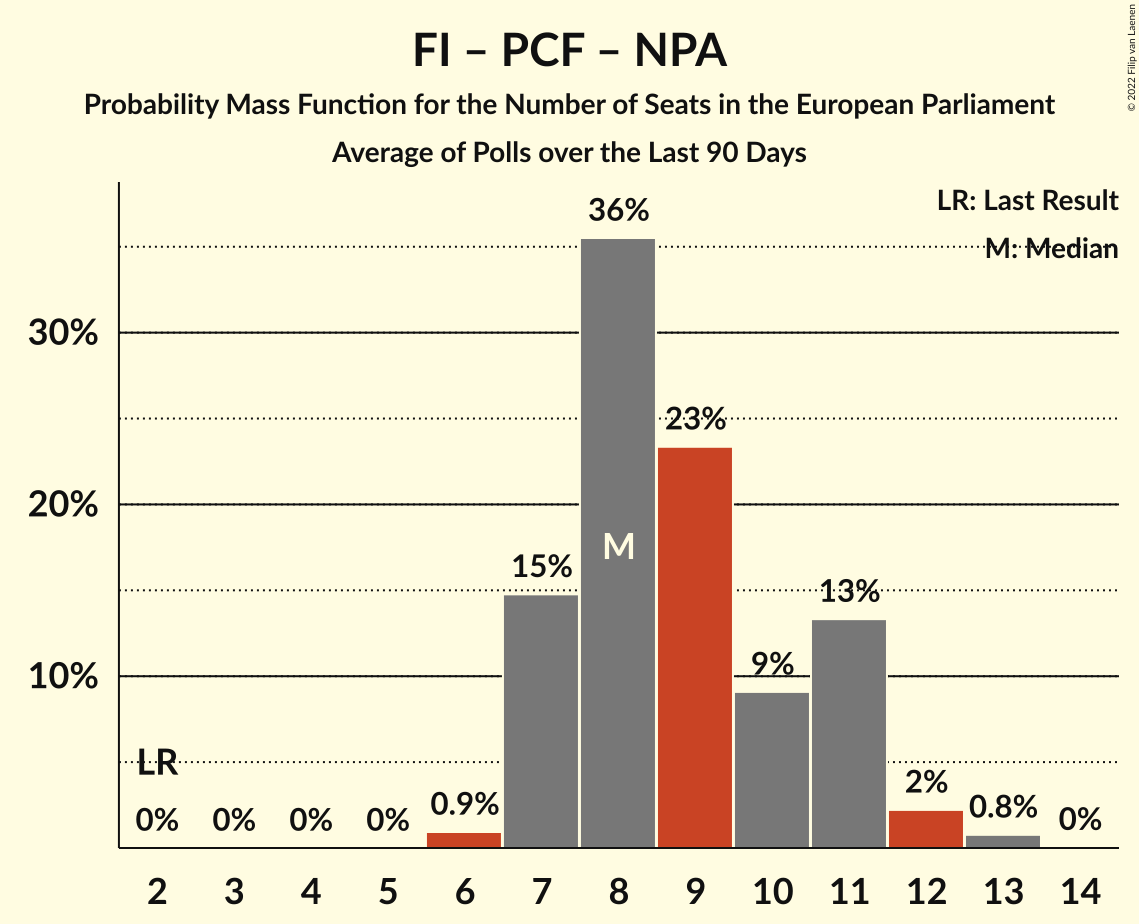 FI – PCF – NPA
Probability Mass Function for the Number of Seats in the European Parliament
Average of Polls over the Last 90 Days
© 2022 Filip van Laenen
LR: Last Result
M: Median
36%
30%
23%
20%
M
15%
13%
9%
10%
LR
0%
0%
0%
0%
0.9%
2%
0.8%
0%
2 3 4 5 6 7 8 9 10 11 12 13 14